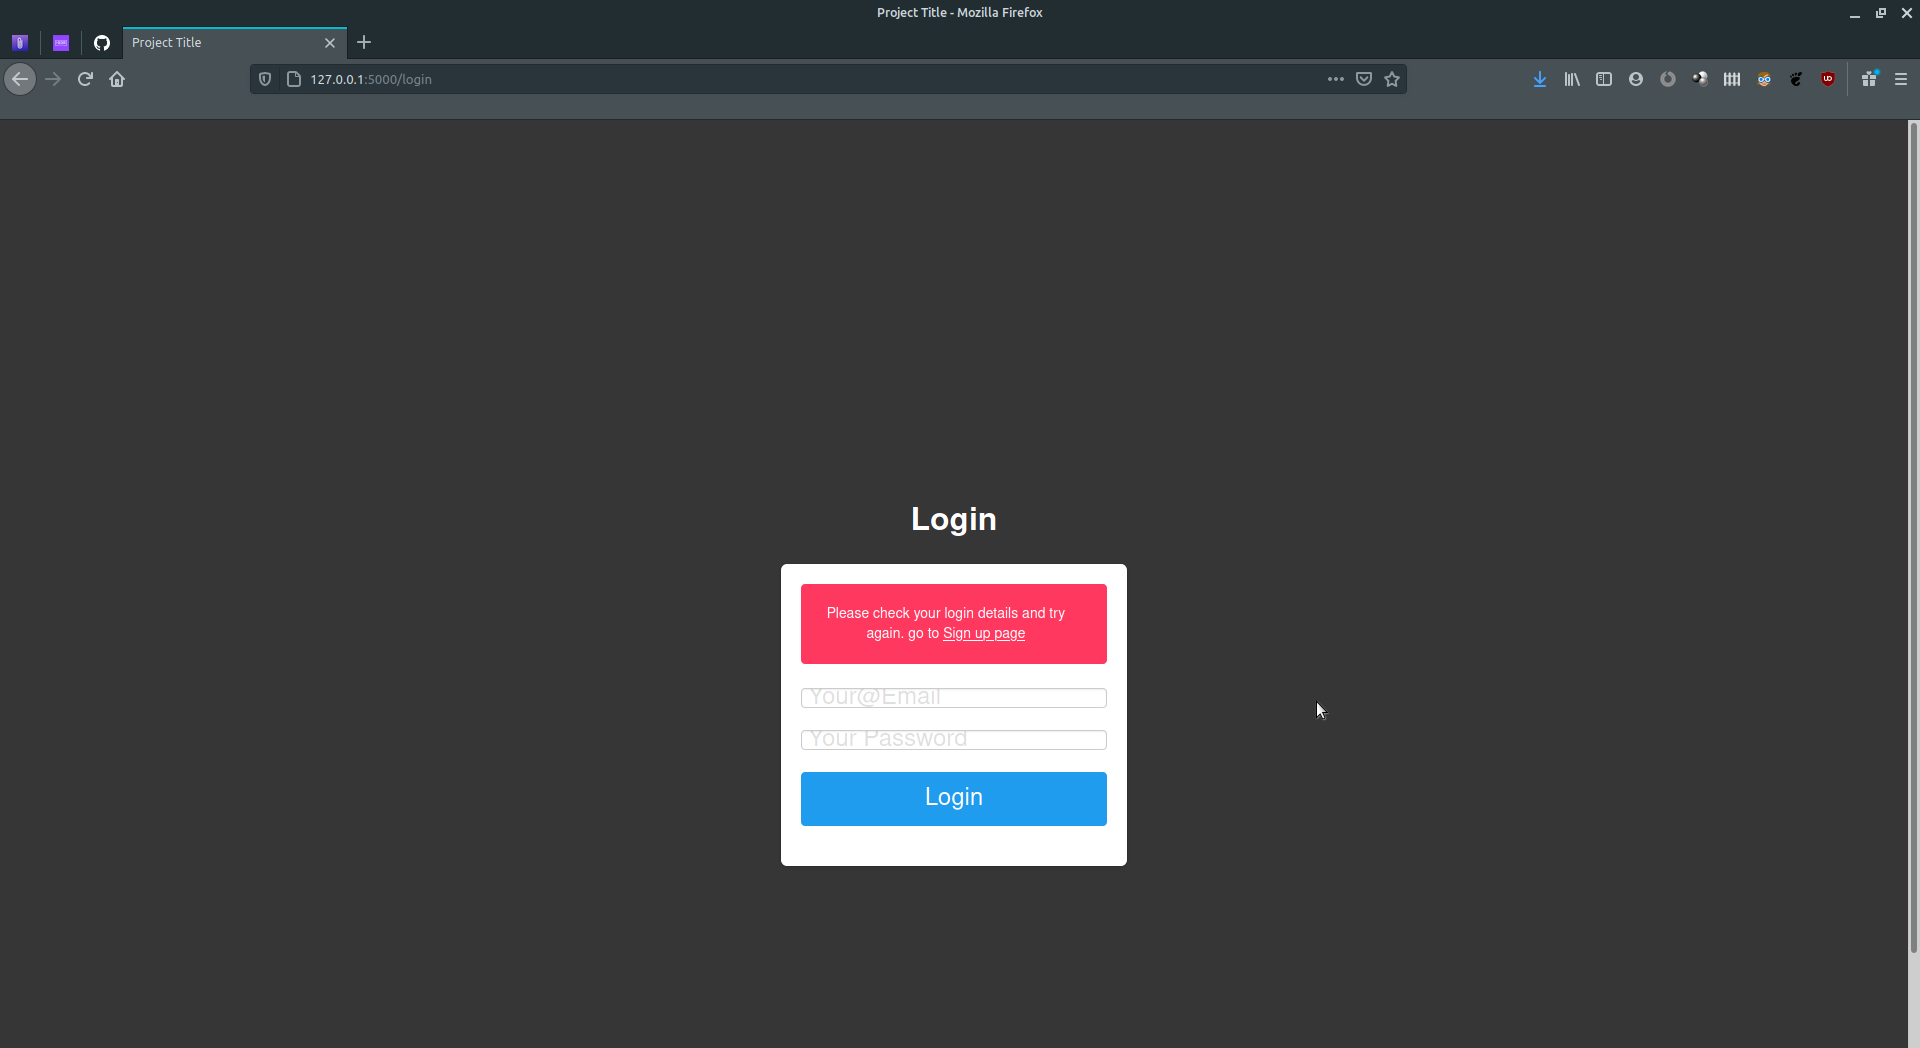 Project Title - Mozilla Firefox
Project Title
127.0.0.1:5000/login
Login
Please check your login details and try
again. go to Sign up page
Your@Email
Your Password
Login